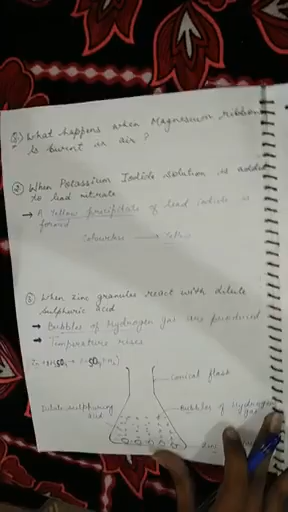 ① What happens when Magnesium ribbon
is burnt in air?
② When Potassium Iodide solution is added
to lead nitrate
→ A Yellow precipitate of lead iodide is
formed
Colourless → Yello
③ When zinc granules react with dilute
sulphuric acid
→ Bubbles of Hydrogen gas are produced
→ Temperature rises
Conical flask
Dilute sulphuric
acid
Bubbles of Hydrogen
gas